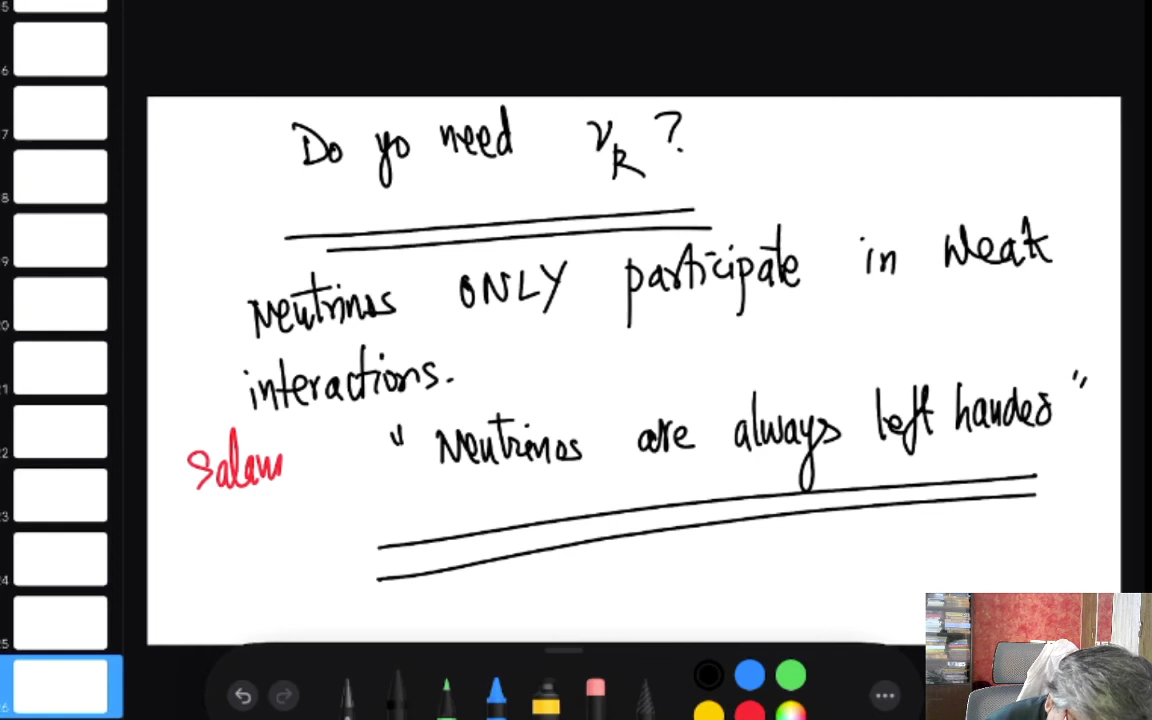 Do yo need ν_R ?
Neutrinos ONLY participate in Weak
interactions.
Salam "Neutrinos are always left handed"